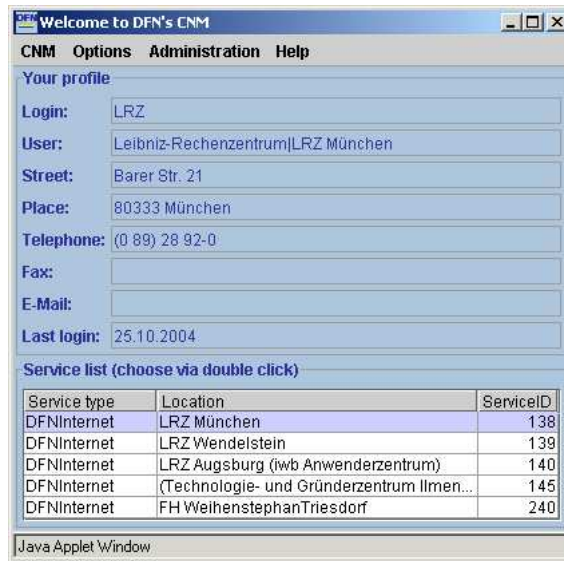 DFN Welcome to DFN's CNM
CNM Options Administration Help
Your profile
Login: LRZ
User: Leibniz-Rechenzentrum|LRZ München
Street: Barer Str. 21
Place: 80333 München
Telephone: (0 89) 28 92-0
Fax:
E-Mail:
Last login: 25.10.2004
Service list (choose via double click)
Service type Location ServiceID
DFNInternet LRZ München 138
DFNInternet LRZ Wendelstein 139
DFNInternet LRZ Augsburg (iwb Anwenderzentrum) 140
DFNInternet (Technologie- und Gründerzentrum Ilmen... 145
DFNInternet FH WeihenstephanTriesdorf 240
Java Applet Window